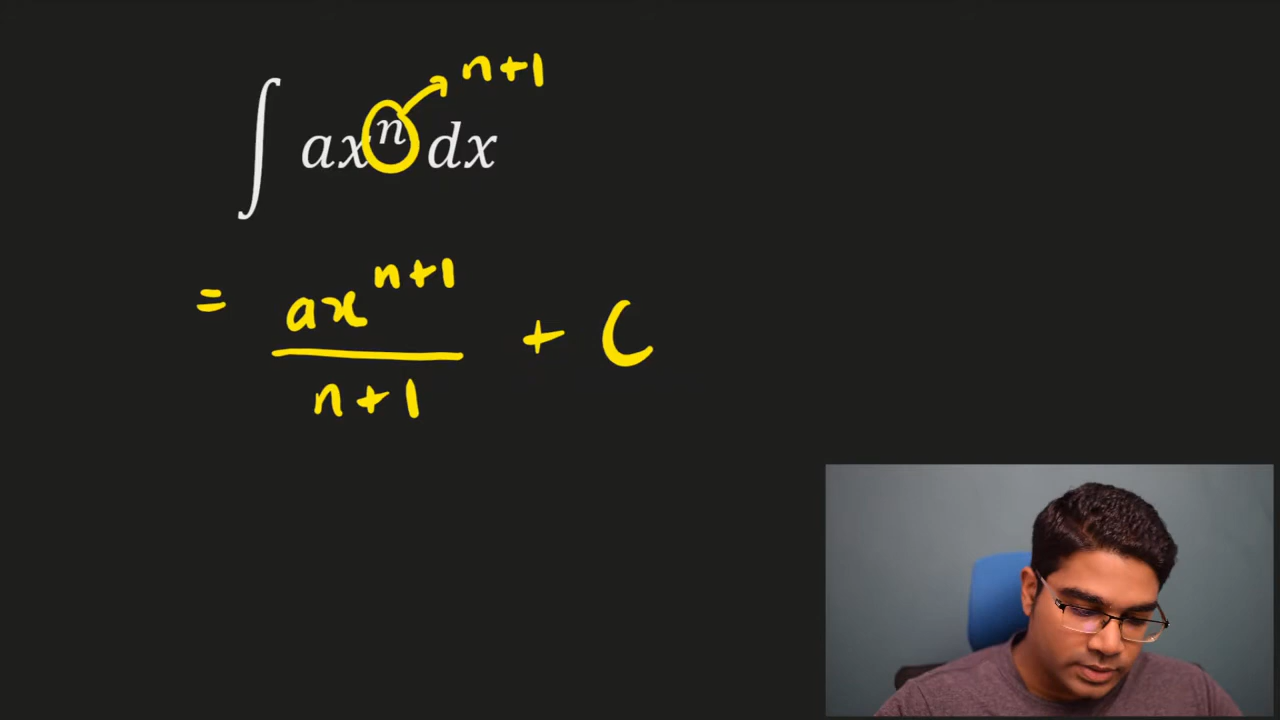 n+1
∫ axⁿ dx
= axⁿ⁺¹/n+1 + C